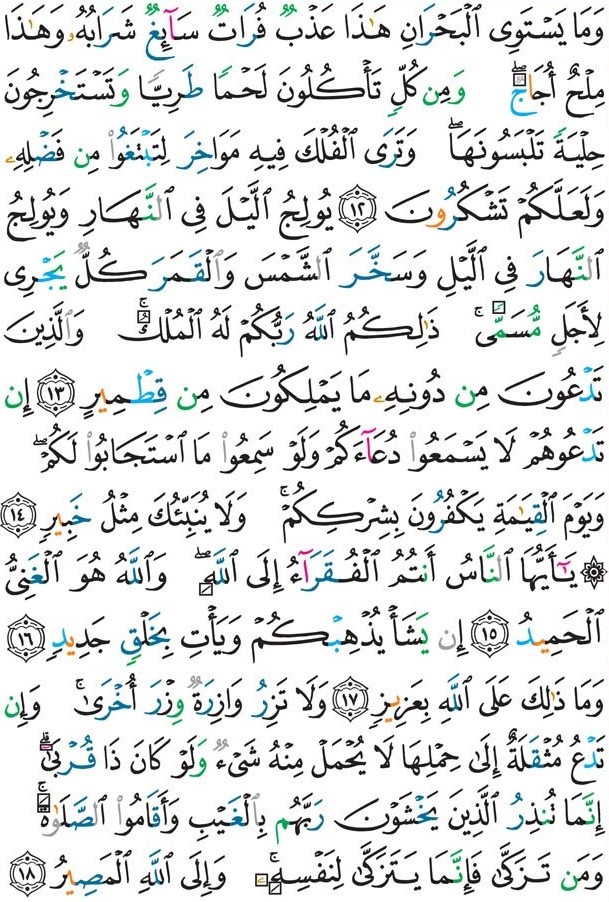 وَمَا يَسْتَوِى ٱلْبَحْرَانِ هَٰذَا عَذْبٌ فُرَاتٌ سَآئِغٌ شَرَابُهُۥ وَهَٰذَا
مِلْحٌ أُجَاجٌ ۖ وَمِن كُلٍّ تَأْكُلُونَ لَحْمًا طَرِيًّا وَتَسْتَخْرِجُونَ
حِلْيَةً تَلْبَسُونَهَا ۖ وَتَرَى ٱلْفُلْكَ فِيهِ مَوَاخِرَ لِتَبْتَغُوا۟ مِن فَضْلِهِۦ
وَلَعَلَّكُمْ تَشْكُرُونَ ١٢ يُولِجُ ٱلَّيْلَ فِى ٱلنَّهَارِ وَيُولِجُ
ٱلنَّهَارَ فِى ٱلَّيْلِ وَسَخَّرَ ٱلشَّمْسَ وَٱلْقَمَرَ كُلٌّ يَجْرِى
لِأَجَلٍ مُّسَمًّى ۚ ذَٰلِكُمُ ٱللَّهُ رَبُّكُمْ لَهُ ٱلْمُلْكُ ۚ وَٱلَّذِينَ
تَدْعُونَ مِن دُونِهِۦ مَا يَمْلِكُونَ مِن قِطْمِيرٍ ١٣ إِن
تَدْعُوهُمْ لَا يَسْمَعُوا۟ دُعَآءَكُمْ وَلَوْ سَمِعُوا۟ مَا ٱسْتَجَابُوا۟ لَكُمْ ۖ
وَيَوْمَ ٱلْقِيَٰمَةِ يَكْفُرُونَ بِشِرْكِكُمْ ۚ وَلَا يُنَبِّئُكَ مِثْلُ خَبِيرٍ ١٤
۞ يَٰٓأَيُّهَا ٱلنَّاسُ أَنتُمُ ٱلْفُقَرَآءُ إِلَى ٱللَّهِ ۖ وَٱللَّهُ هُوَ ٱلْغَنِىُّ
ٱلْحَمِيدُ ١٥ إِن يَشَأْ يُذْهِبْكُمْ وَيَأْتِ بِخَلْقٍ جَدِيدٍ ١٦
وَمَا ذَٰلِكَ عَلَى ٱللَّهِ بِعَزِيزٍ ١٧ وَلَا تَزِرُ وَازِرَةٌ وِزْرَ أُخْرَىٰ ۚ وَإِن
تَدْعُ مُثْقَلَةٌ إِلَىٰ حِمْلِهَا لَا يُحْمَلْ مِنْهُ شَىْءٌ وَلَوْ كَانَ ذَا قُرْبَىٰٓ ۗ
إِنَّمَا تُنذِرُ ٱلَّذِينَ يَخْشَوْنَ رَبَّهُم بِٱلْغَيْبِ وَأَقَامُوا۟ ٱلصَّلَوٰةَ ۚ
وَمَن تَزَكَّىٰ فَإِنَّمَا يَتَزَكَّىٰ لِنَفْسِهِۦ ۚ وَإِلَى ٱللَّهِ ٱلْمَصِيرُ ١٨